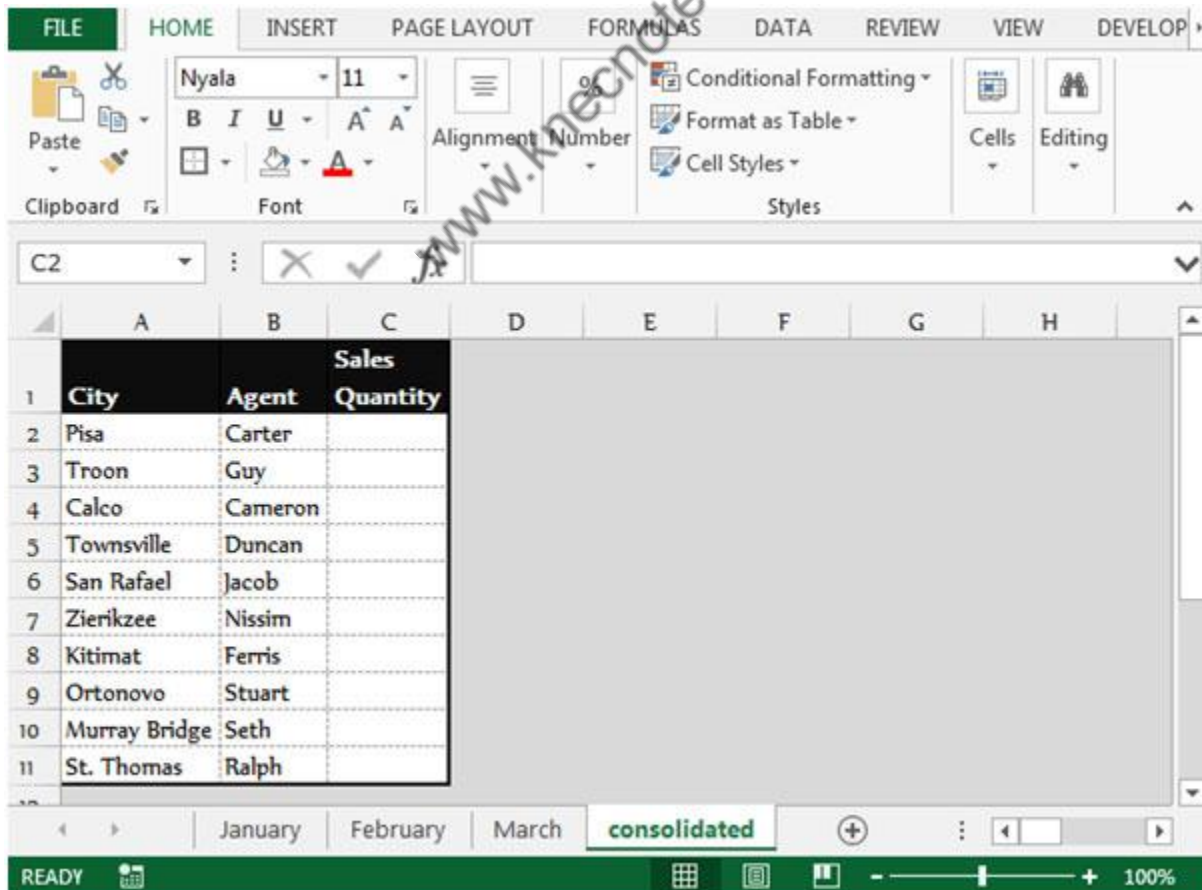 FILE HOME INSERT PAGE LAYOUT FORMULAS DATA REVIEW VIEW DEVELOP
Paste
Clipboard
Nyala 11
B I U A A
A
Font
Alignment
%
Number
Conditional Formatting
Format as Table
Cell Styles
Styles
Cells
Editing
www.knecnote
C2 fx
A B C D E F G H
1 City Agent Sales Quantity
2 Pisa Carter
3 Troon Guy
4 Calco Cameron
5 Townsville Duncan
6 San Rafael Jacob
7 Zierikzee Nissim
8 Kitimat Ferris
9 Ortonovo Stuart
10 Murray Bridge Seth
11 St. Thomas Ralph
January February March consolidated
READY 100%